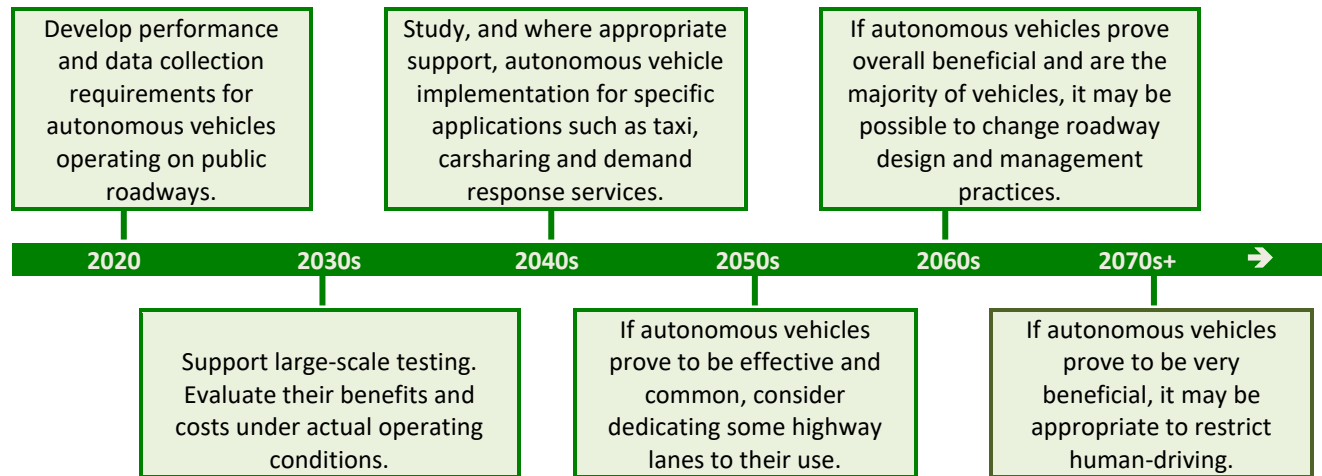 Develop performance
and data collection
requirements for
autonomous vehicles
operating on public
roadways.
Study, and where appropriate
support, autonomous vehicle
implementation for specific
applications such as taxi,
carsharing and demand
response services.
If autonomous vehicles prove
overall beneficial and are the
majority of vehicles, it may be
possible to change roadway
design and management
practices.
2020 2030s 2040s 2050s 2060s 2070s+ →
Support large-scale testing.
Evaluate their benefits and
costs under actual operating
conditions.
If autonomous vehicles
prove to be effective and
common, consider
dedicating some highway
lanes to their use.
If autonomous vehicles
prove to be very
beneficial, it may be
appropriate to restrict
human-driving.